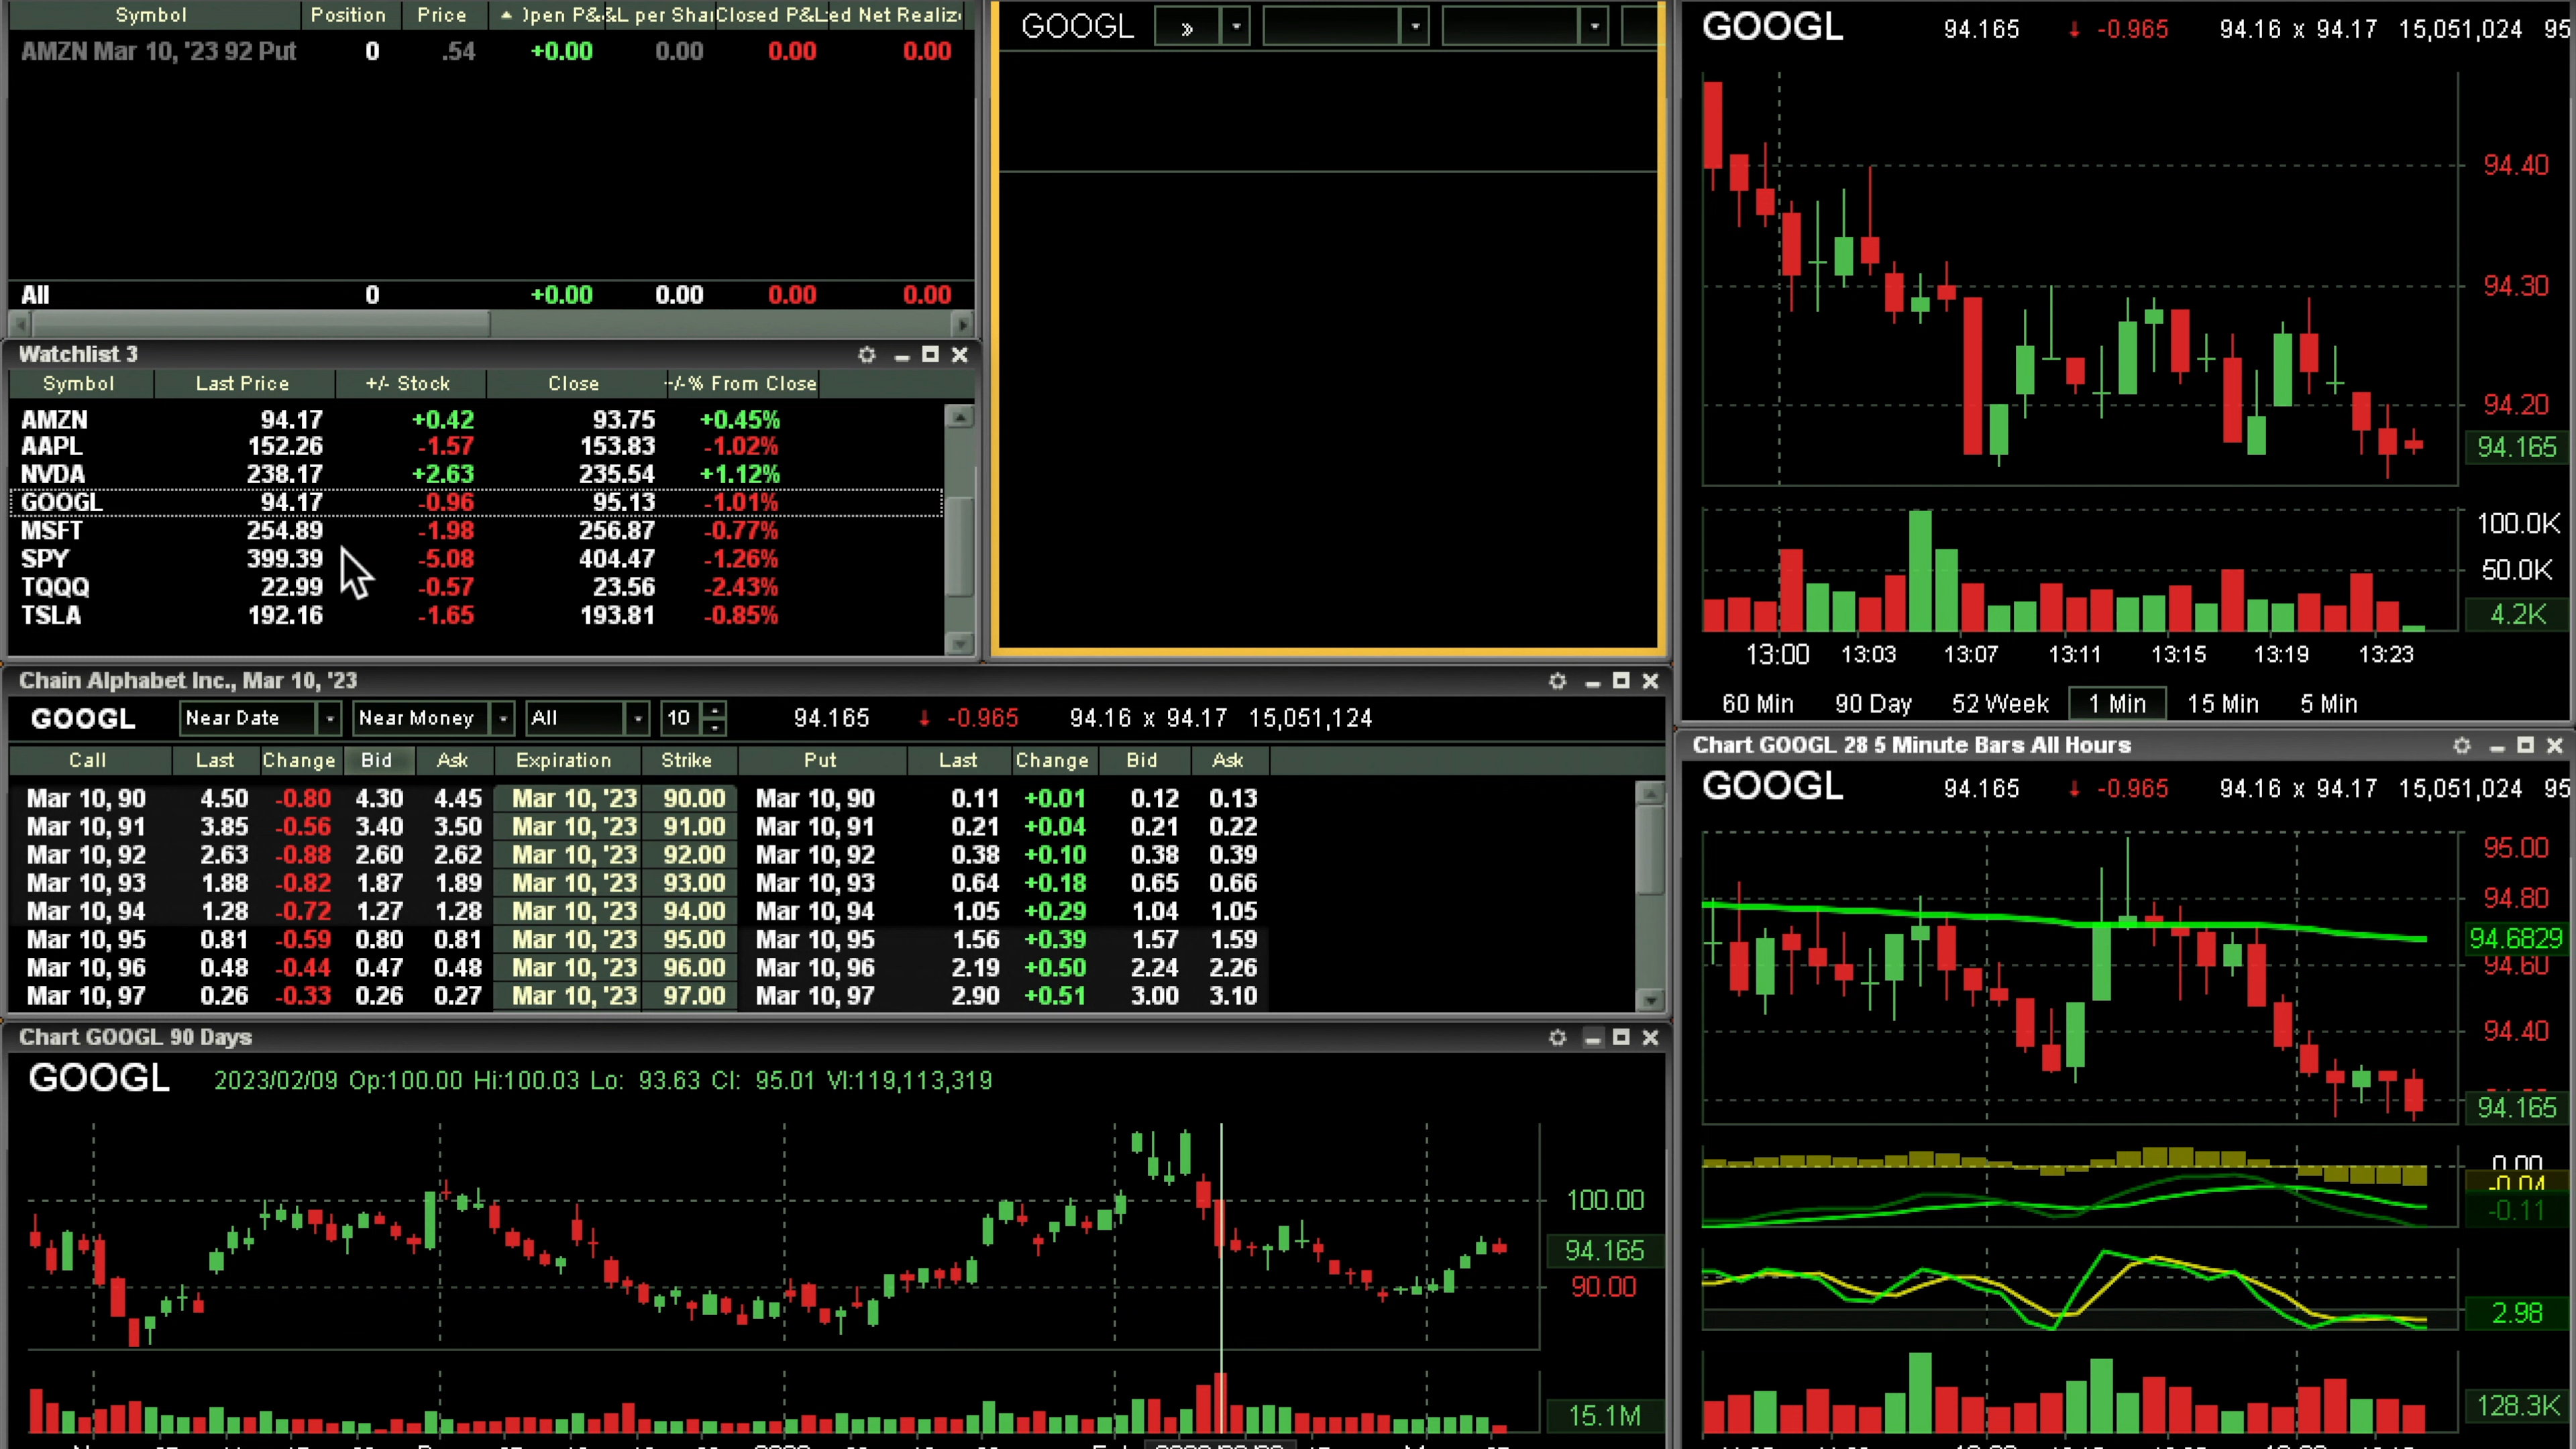 Symbol Position Price
AMZN Mar 10, '23 92 Put 0 .54 +0.00 0.00 0.00 0.00
All 0 +0.00 0.00 0.00 0.00
Watchlist 3
Symbol Last Price +/- Stock Close +/-% From Close
AMZN 94.17 +0.42 93.75 +0.45%
AAPL 152.26 -1.57 153.83 -1.02%
NVDA 238.17 +2.63 235.54 +1.12%
GOOGL 94.17 -0.96 95.13 -1.01%
MSFT 254.89 -1.98 256.87 -0.77%
SPY 399.39 -5.08 404.47 -1.26%
TQQQ 22.99 -0.57 23.56 -2.43%
TSLA 192.16 -1.65 193.81 -0.85%
GOOGL »
Chain Alphabet Inc., Mar 10, '23
GOOGL Near Date Near Money All 10 94.165 -0.965 94.16 x 94.17 15,051,124
Call Last Change Bid Ask Expiration Strike Put Last Change Bid Ask
Mar 10, 90 4.50 -0.80 4.30 4.45 Mar 10, '23 90.00 Mar 10, 90 0.11 +0.01 0.12 0.13
Mar 10, 91 3.85 -0.56 3.40 3.50 Mar 10, '23 91.00 Mar 10, 91 0.21 +0.04 0.21 0.22
Mar 10, 92 2.63 -0.88 2.60 2.62 Mar 10, '23 92.00 Mar 10, 92 0.38 +0.10 0.38 0.39
Mar 10, 93 1.88 -0.82 1.87 1.89 Mar 10, '23 93.00 Mar 10, 93 0.64 +0.18 0.65 0.66
Mar 10, 94 1.28 -0.72 1.27 1.28 Mar 10, '23 94.00 Mar 10, 94 1.05 +0.29 1.04 1.05
Mar 10, 95 0.81 -0.59 0.80 0.81 Mar 10, '23 95.00 Mar 10, 95 1.56 +0.39 1.57 1.59
Mar 10, 96 0.48 -0.44 0.47 0.48 Mar 10, '23 96.00 Mar 10, 96 2.19 +0.50 2.24 2.26
Mar 10, 97 0.26 -0.33 0.26 0.27 Mar 10, '23 97.00 Mar 10, 97 2.90 +0.51 3.00 3.10
Chart GOOGL 90 Days
GOOGL 2023/02/09 Op:100.00 Hi:100.03 Lo: 93.63 Cl: 95.01 Vl:119,113,319
100.00
94.165
90.00
15.1M
GOOGL 94.165 -0.965 94.16 x 94.17 15,051,024 95
94.40
94.30
94.20
94.165
100.0K
50.0K
4.2K
13:00 13:03 13:07 13:11 13:15 13:19 13:23
60 Min 90 Day 52 Week 1 Min 15 Min 5 Min
Chart GOOGL 28 5 Minute Bars All Hours
GOOGL 94.165 -0.965 94.16 x 94.17 15,051,024 95
95.00
94.80
94.6829
94.60
94.40
94.165
0.00
-0.04
-0.11
2.98
128.3K